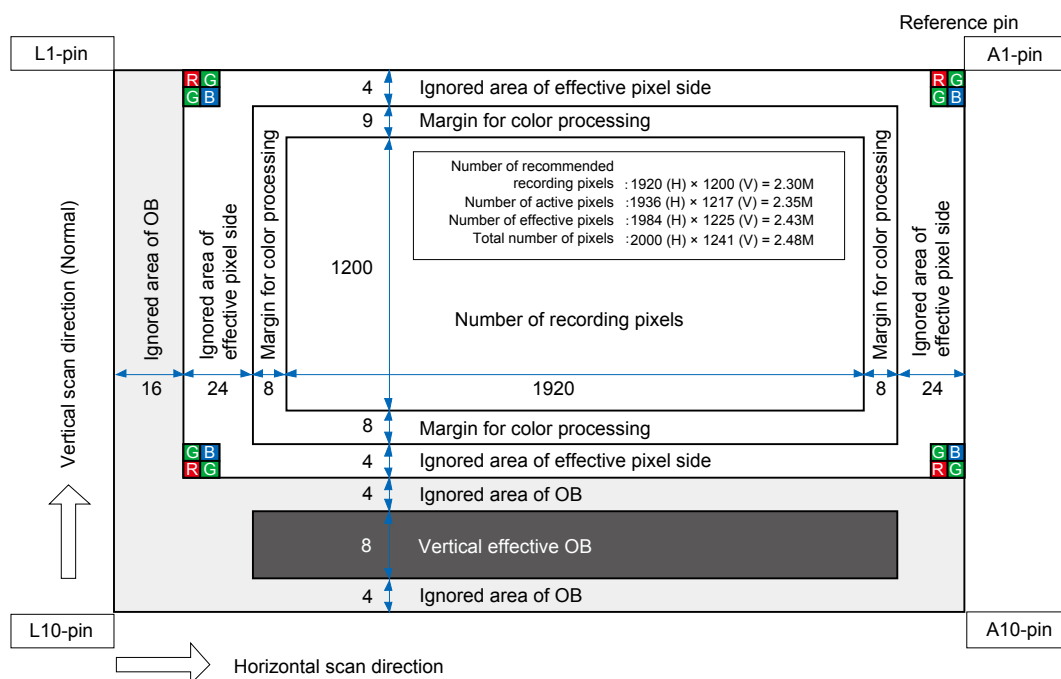 Reference pin
L1-pin
A1-pin
R G
G B
R G
G B
4 Ignored area of effective pixel side
9 Margin for color processing
Number of recommended
recording pixels : 1920 (H) × 1200 (V) = 2.30M
Number of active pixels : 1936 (H) × 1217 (V) = 2.35M
Number of effective pixels : 1984 (H) × 1225 (V) = 2.43M
Total number of pixels : 2000 (H) × 1241 (V) = 2.48M
Vertical scan direction (Normal)
Ignored area of OB
Ignored area of
effective pixel side
Margin for color processing
1200
Number of recording pixels
Margin for color processing
Ignored area of
effective pixel side
16 24 8 1920 8 24
8 Margin for color processing
G B
R G
G B
R G
4 Ignored area of effective pixel side
4 Ignored area of OB
8 Vertical effective OB
4 Ignored area of OB
L10-pin
A10-pin
Horizontal scan direction